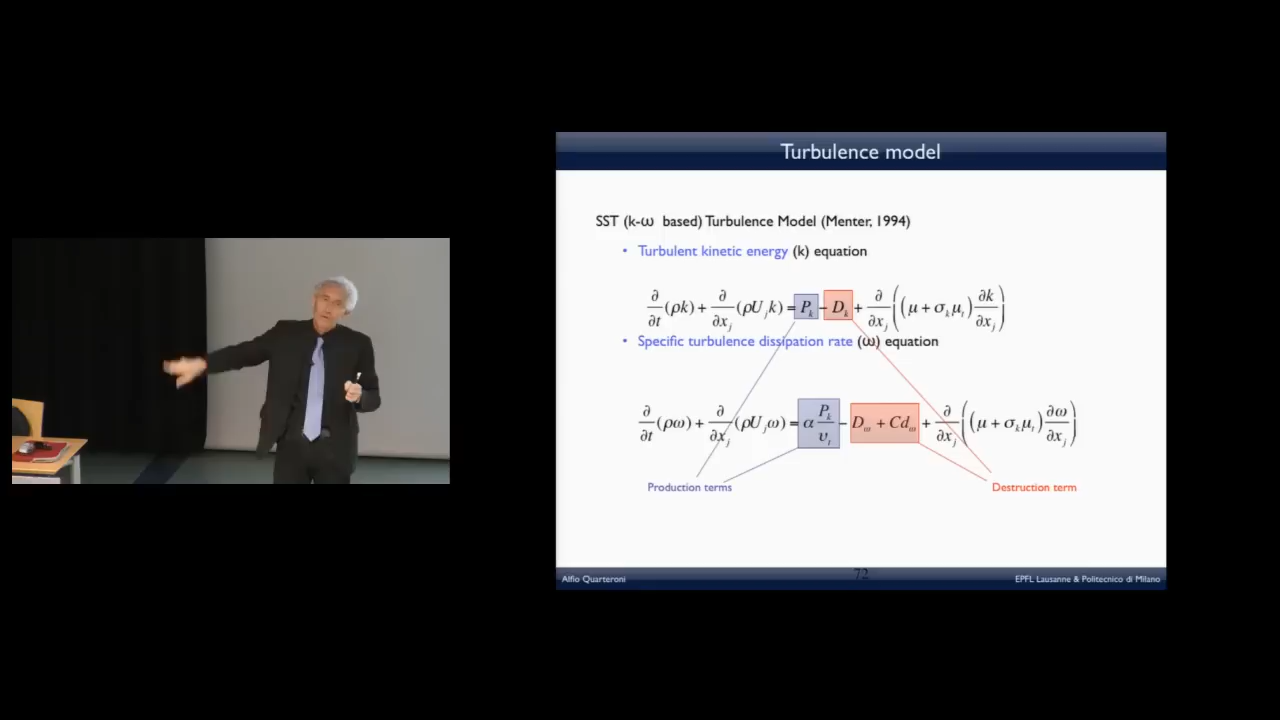 Turbulence model
SST (k-ω based) Turbulence Model (Menter, 1994)
• Turbulent kinetic energy (k) equation
∂/∂t (ρk) + ∂/∂x_j (ρU_j k) = P_k − D_k + ∂/∂x_j ((μ + σ_k μ_t) ∂k/∂x_j)
• Specific turbulence dissipation rate (ω) equation
∂/∂t (ρω) + ∂/∂x_j (ρU_j ω) = α P_k/υ_t − D_ω + Cd_ω + ∂/∂x_j ((μ + σ_k μ_t) ∂ω/∂x_j)
Production terms
Destruction term
Alfio Quarteroni
72
EPFL Lausanne & Politecnico di Milano